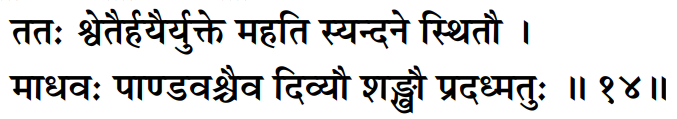 ततः श्वेतैर्हयैर्युक्ते महति स्यन्दने स्थितौ ।
माधवः पाण्डवश्चैव दिव्यौ शङ्खौ प्रदध्मतुः ॥ १४॥